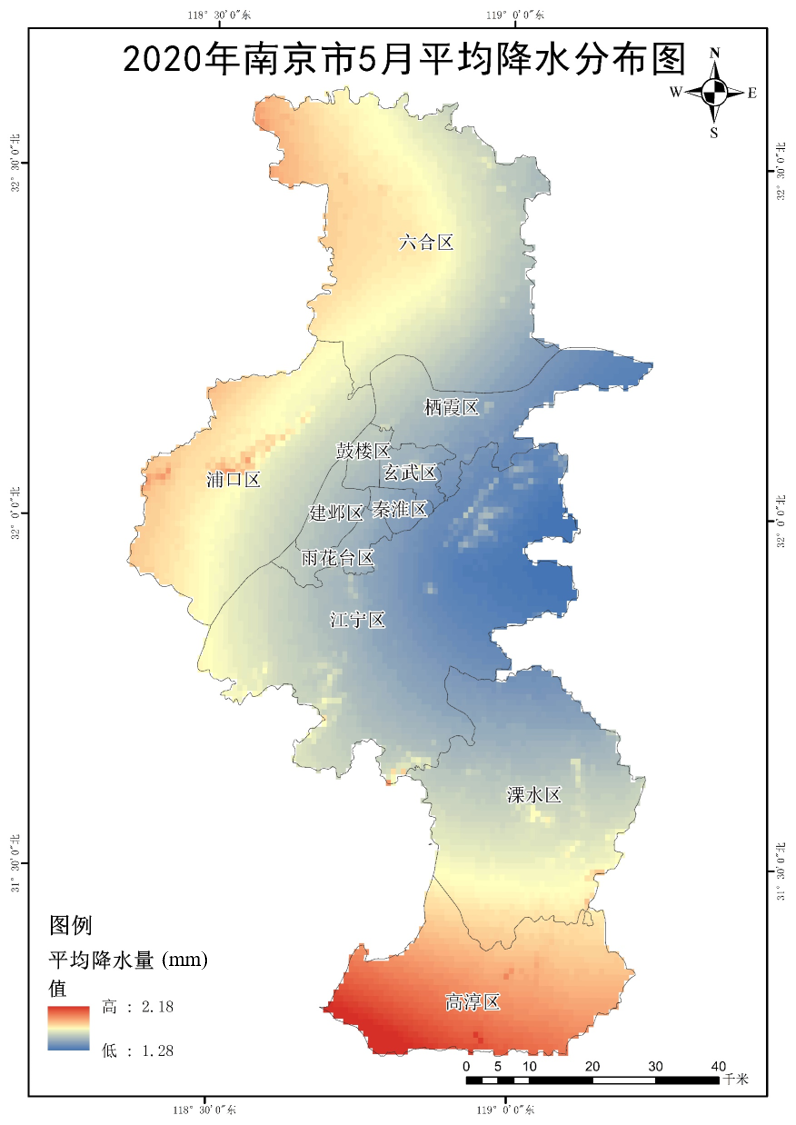 118° 30′0″东
119° 0′0″东
2020年南京市5月平均降水分布图
N
W
E
S
32° 30′0″北
32° 30′0″北
六合区
栖霞区
鼓楼区
玄武区
浦口区
建邺区
秦淮区
32° 0′0″北
32° 0′0″北
雨花台区
江宁区
溧水区
31° 30′0″北
31° 30′0″北
图例
平均降水量 (mm)
值
高 : 2.18
低 : 1.28
高淳区
0 5 10 20 30 40
千米
118° 30′0″东
119° 0′0″东